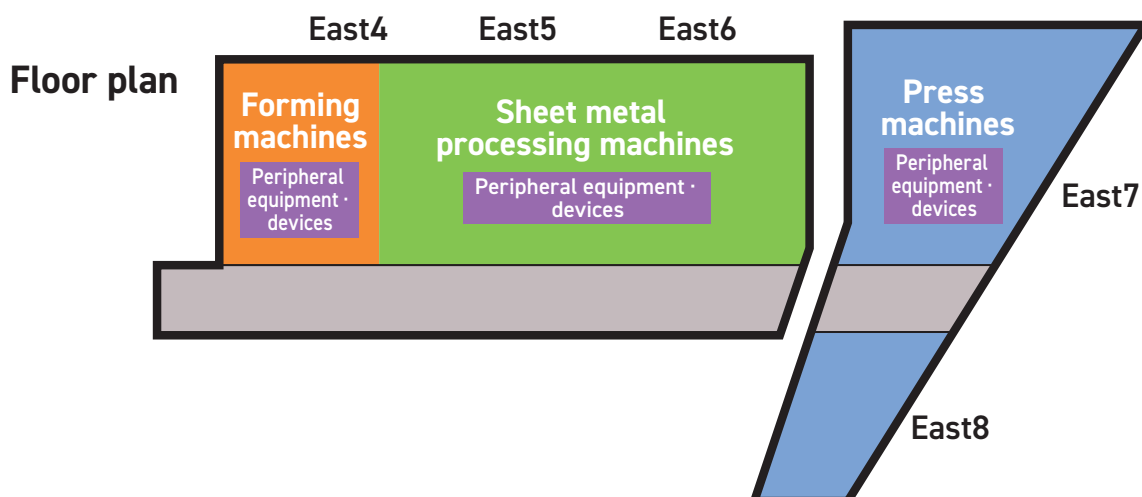 East4
East5
East6
Floor plan
Forming
machines
Peripheral
equipment ·
devices
Sheet metal
processing machines
Peripheral equipment ·
devices
Press
machines
Peripheral
equipment ·
devices
East7
East8